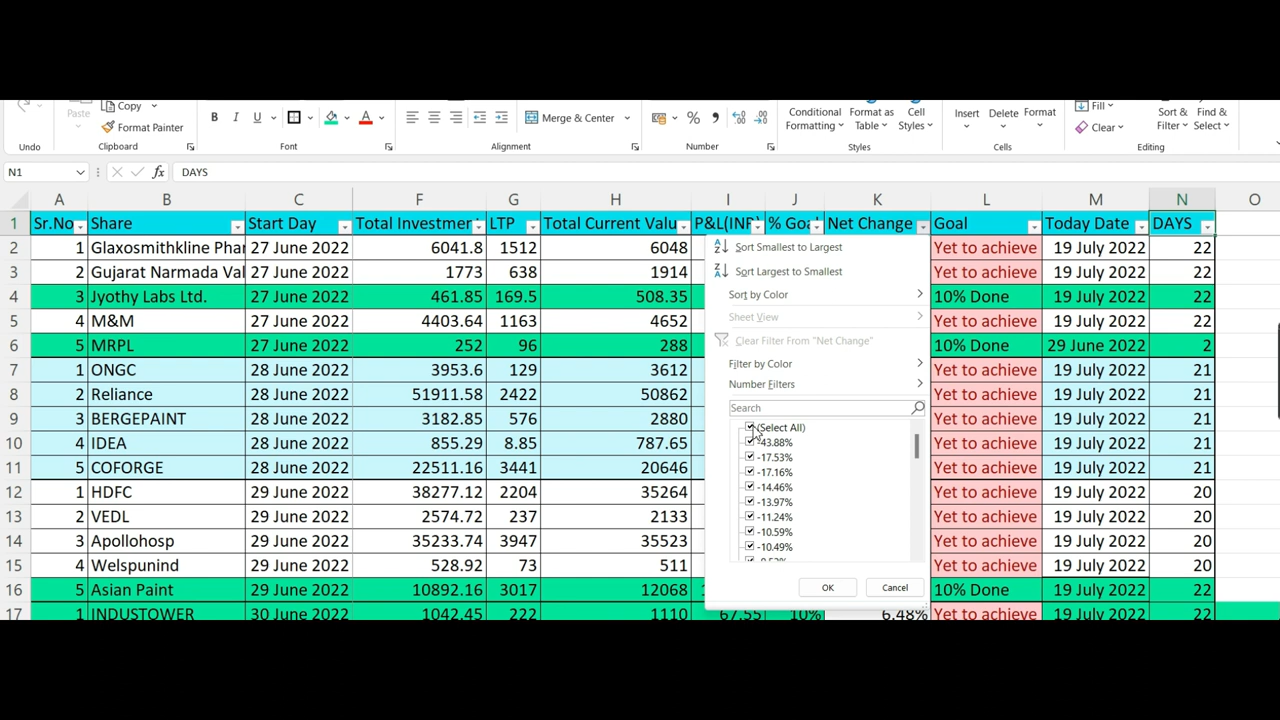 Paste Copy
Format Painter
B I U A
Merge & Center
% ,
Conditional Formatting
Format as Table
Cell Styles
Insert Delete Format
Fill
Clear
Sort & Filter
Find & Select
Undo Clipboard Font Alignment Number Styles Cells Editing
N1 fx DAYS
A B C F G H I J K L M N O
1 Sr.No Share Start Day Total Investmer LTP Total Current Valu P&L(INR % Goa Net Change Goal Today Date DAYS
2 1 Glaxosmithkline Phar 27 June 2022 6041.8 1512 6048 Yet to achieve 19 July 2022 22
3 2 Gujarat Narmada Val 27 June 2022 1773 638 1914 Yet to achieve 19 July 2022 22
4 3 Jyothy Labs Ltd. 27 June 2022 461.85 169.5 508.35 10% Done 19 July 2022 22
5 4 M&M 27 June 2022 4403.64 1163 4652 Yet to achieve 19 July 2022 22
6 5 MRPL 27 June 2022 252 96 288 10% Done 29 June 2022 2
7 1 ONGC 28 June 2022 3953.6 129 3612 Yet to achieve 19 July 2022 21
8 2 Reliance 28 June 2022 51911.58 2422 50862 Yet to achieve 19 July 2022 21
9 3 BERGEPAINT 28 June 2022 3182.85 576 2880 Yet to achieve 19 July 2022 21
10 4 IDEA 28 June 2022 855.29 8.85 787.65 Yet to achieve 19 July 2022 21
11 5 COFORGE 28 June 2022 22511.16 3441 20646 Yet to achieve 19 July 2022 21
12 1 HDFC 29 June 2022 38277.12 2204 35264 Yet to achieve 19 July 2022 20
13 2 VEDL 29 June 2022 2574.72 237 2133 Yet to achieve 19 July 2022 20
14 3 Apollohosp 29 June 2022 35233.74 3947 35523 Yet to achieve 19 July 2022 20
15 4 Welspunind 29 June 2022 528.92 73 511 Yet to achieve 19 July 2022 20
16 5 Asian Paint 29 June 2022 10892.16 3017 12068 10% Done 19 July 2022 22
17 1 INDUSTOWER 30 June 2022 1042.45 222 1110 67.55 10% 6.48% Yet to achieve 19 July 2022 22
Sort Smallest to Largest
Sort Largest to Smallest
Sort by Color
Sheet View
Clear Filter From "Net Change"
Filter by Color
Number Filters
Search
(Select All)
-43.88%
-17.53%
-17.16%
-14.46%
-13.97%
-11.24%
-10.59%
-10.49%
OK Cancel